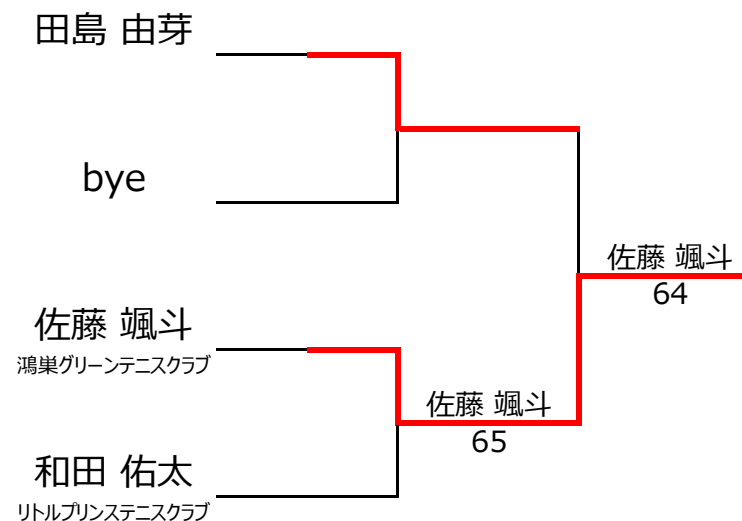 田島 由芽
bye
佐藤 颯斗
鴻巣グリーンテニスクラブ
和田 佑太
リトルプリンステニスクラブ
佐藤 颯斗
65
佐藤 颯斗
64